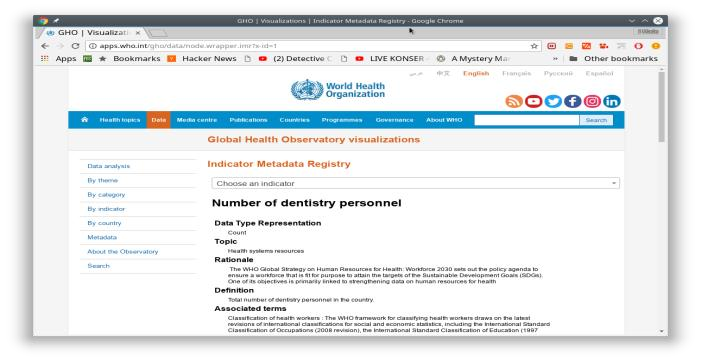 GHO | Visualizations | Indicator Metadata Registry - Google Chrome
GHO | Visualizati
apps.who.int/gho/data/node.wrapper.imr?x-id=1
Apps Bookmarks Hacker News (2) Detective C LIVE KONSER A Mystery Mar » Other bookmarks
عربي 中文 English Français Русский Español
World Health
Organization
Health topics Data Media centre Publications Countries Programmes Governance About WHO Search
Global Health Observatory visualizations
Data analysis
By theme
By category
By indicator
By country
Metadata
About the Observatory
Search
Indicator Metadata Registry
Choose an indicator
Number of dentistry personnel
Data Type Representation
Count
Topic
Health systems resources
Rationale
The WHO Global Strategy on Human Resources for Health: Workforce 2030 sets out the policy agenda to
ensure a workforce that is fit for purpose to attain the targets of the Sustainable Development Goals (SDGs).
One of its objectives is primarily linked to strengthening data on human resources for health
Definition
Total number of dentistry personnel in the country.
Associated terms
Classification of health workers : The WHO framework for classifying health workers draws on the latest
revisions of international classifications for social and economic statistics, including the International Standard
Classification of Occupations (2008 revision), the International Standard Classification of Education (1997